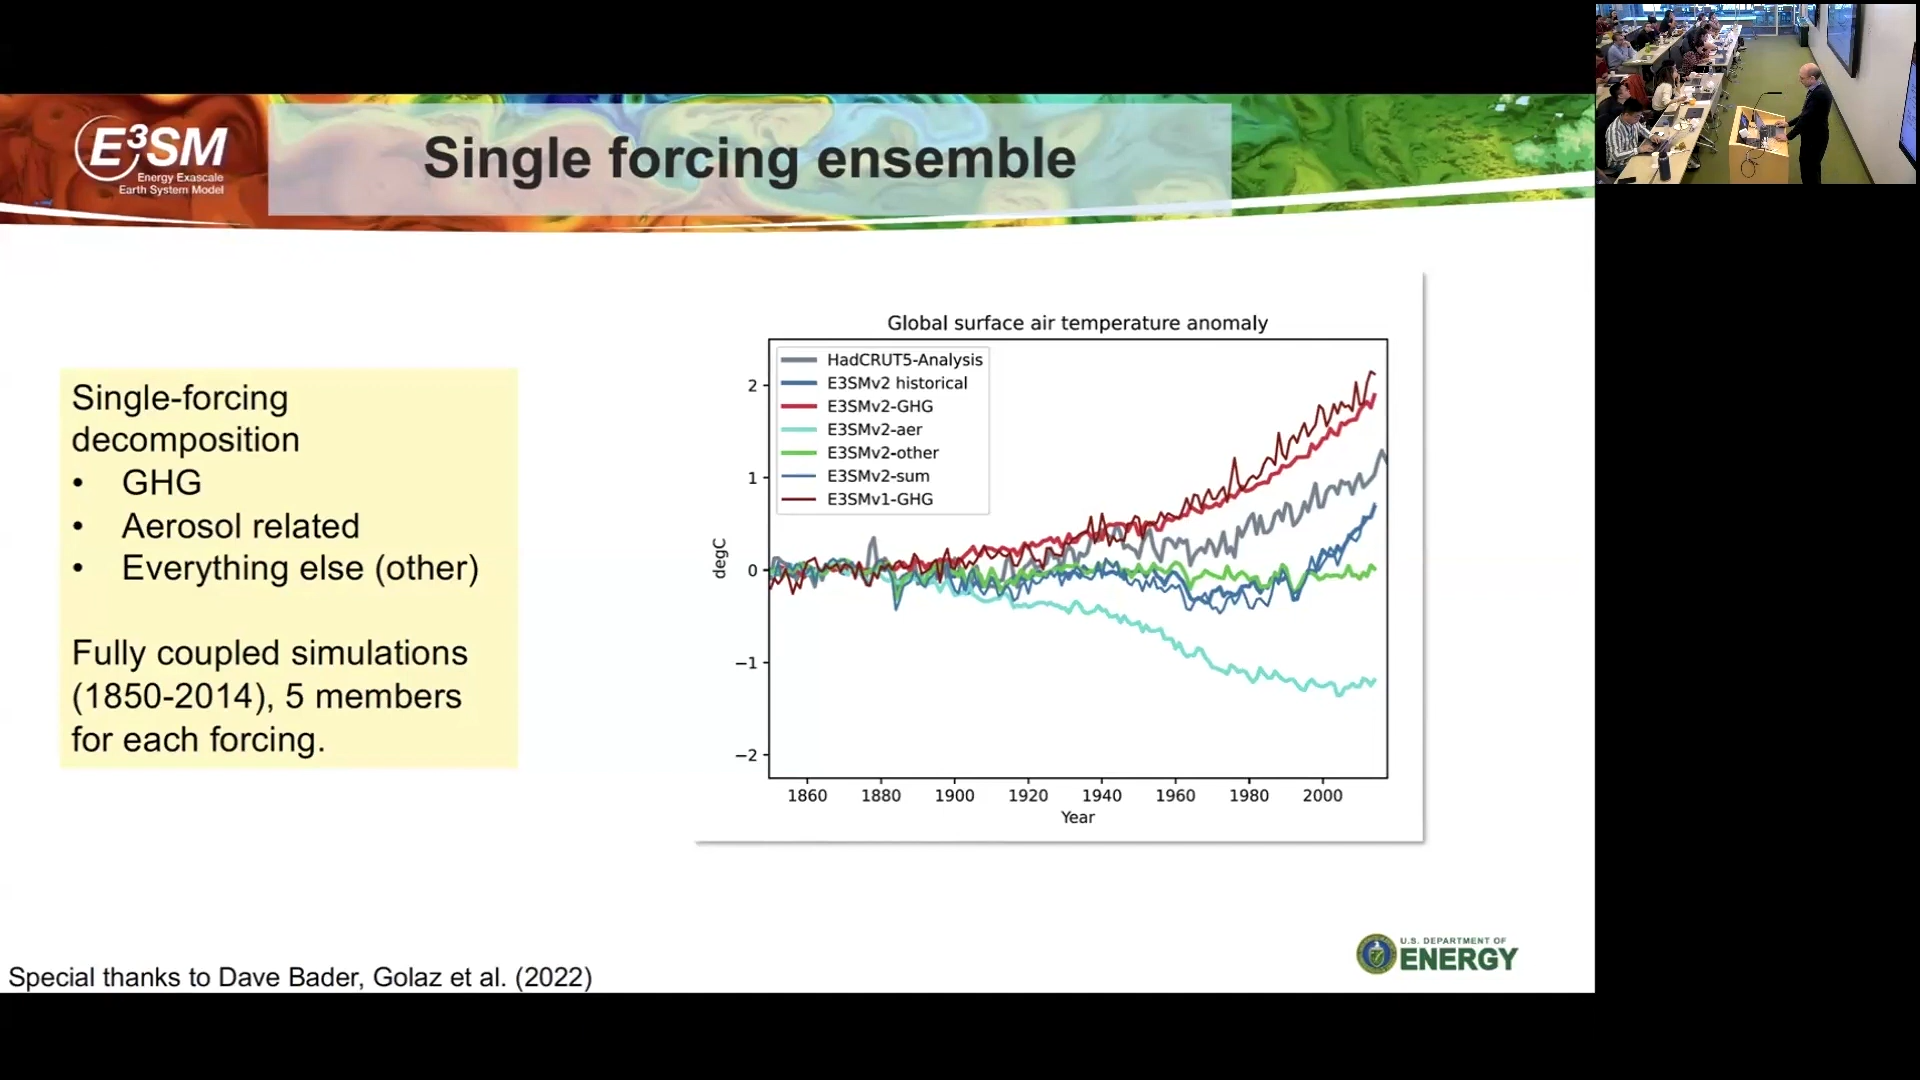 E³SM
Energy Exascale
Earth System Model
Single forcing ensemble
Single-forcing
decomposition
• GHG
• Aerosol related
• Everything else (other)
Fully coupled simulations
(1850-2014), 5 members
for each forcing.
Global surface air temperature anomaly
HadCRUT5-Analysis
E3SMv2 historical
E3SMv2-GHG
E3SMv2-aer
E3SMv2-other
E3SMv2-sum
E3SMv1-GHG
degC
2
1
0
−1
−2
1860 1880 1900 1920 1940 1960 1980 2000
Year
U.S. DEPARTMENT OF
ENERGY
Special thanks to Dave Bader, Golaz et al. (2022)